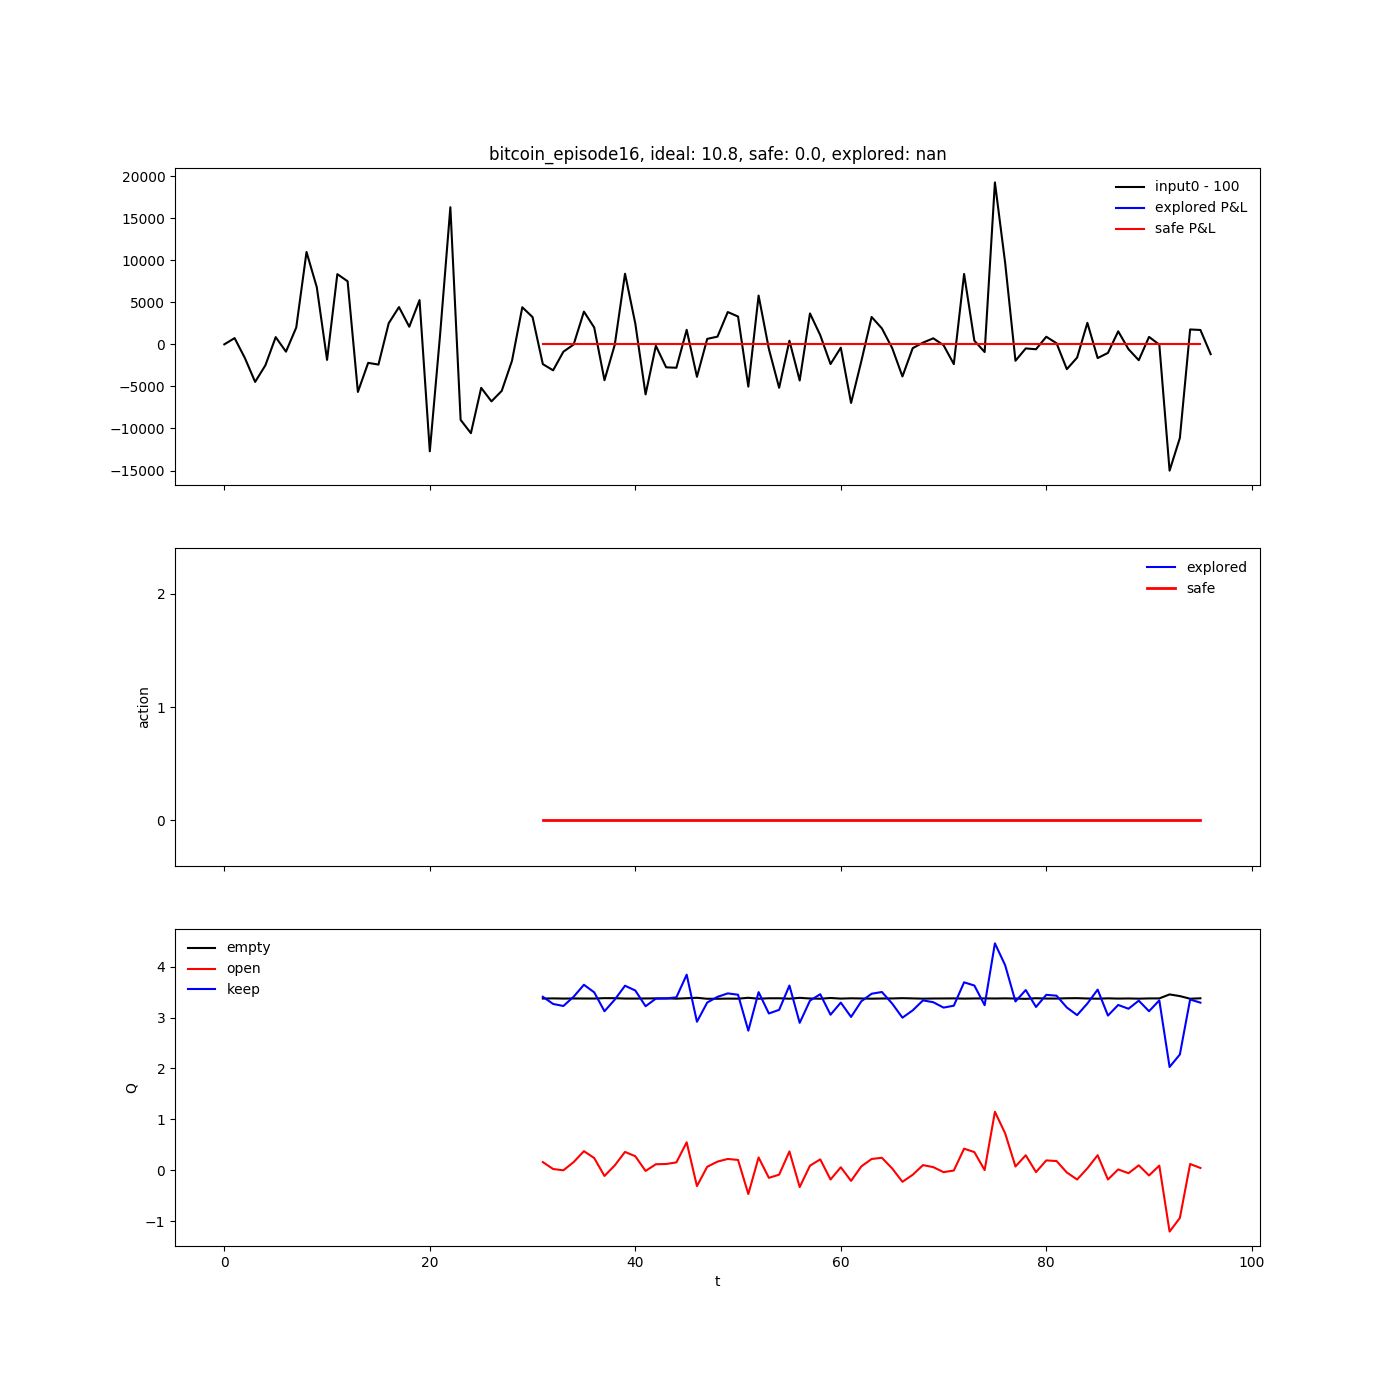 bitcoin_episode16, ideal: 10.8, safe: 0.0, explored: nan
20000
15000
10000
5000
0
−5000
−10000
−15000
input0 - 100
explored P&L
safe P&L
2
1
0
action
explored
safe
4
3
2
1
0
−1
Q
empty
open
keep
0
20
40
60
80
100
t